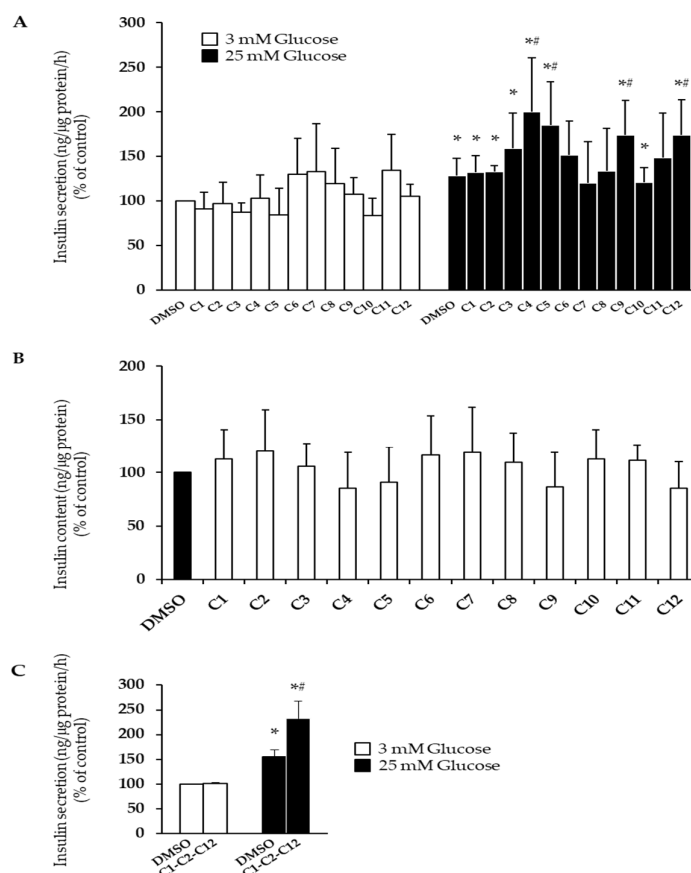 A
Insulin secretion (ng/µg protein/h)
(% of control)
300
250
200
150
100
50
0
3 mM Glucose
25 mM Glucose
* * * * *# *# *# * *#
DMSO C1 C2 C3 C4 C5 C6 C7 C8 C9 C10 C11 C12 DMSO C1 C2 C3 C4 C5 C6 C7 C8 C9 C10 C11 C12
B
Insulin content (ng/µg protein)
(% of control)
200
150
100
50
0
DMSO C1 C2 C3 C4 C5 C6 C7 C8 C9 C10 C11 C12
C
Insulin secretion (ng/µg protein/h)
(% of control)
300
250
200
150
100
50
0
* *#
3 mM Glucose
25 mM Glucose
DMSO C1-C2-C12 DMSO C1-C2-C12